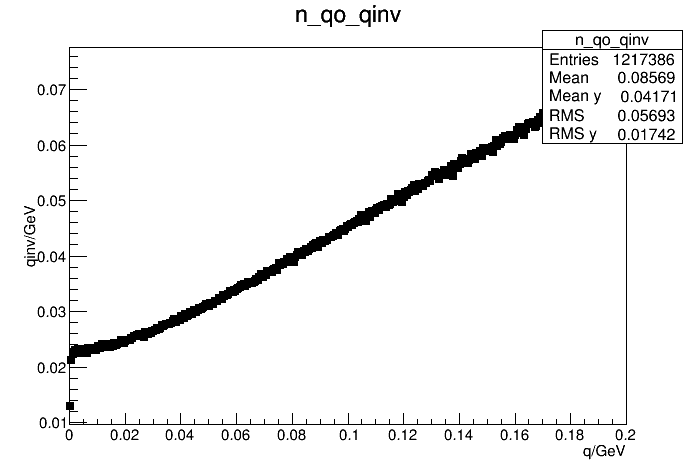 n_qo_qinv
n_qo_qinv
Entries 1217386
Mean 0.08569
Mean y 0.04171
RMS 0.05693
RMS y 0.01742
0.07
0.06
0.05
0.04
0.03
0.02
0.01
qinv/GeV
0 0.02 0.04 0.06 0.08 0.1 0.12 0.14 0.16 0.18 0.2
q/GeV